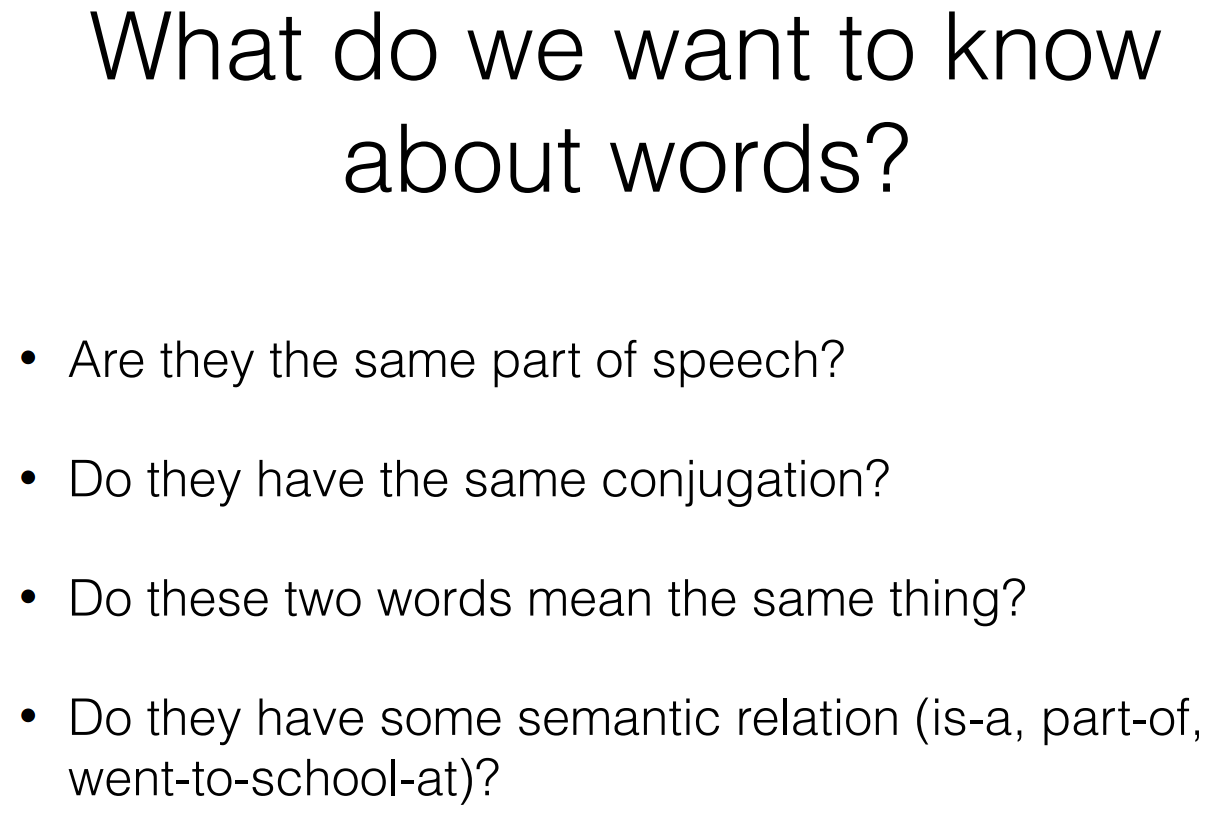 What do we want to know
about words?
• Are they the same part of speech?
• Do they have the same conjugation?
• Do these two words mean the same thing?
• Do they have some semantic relation (is-a, part-of,
went-to-school-at)?